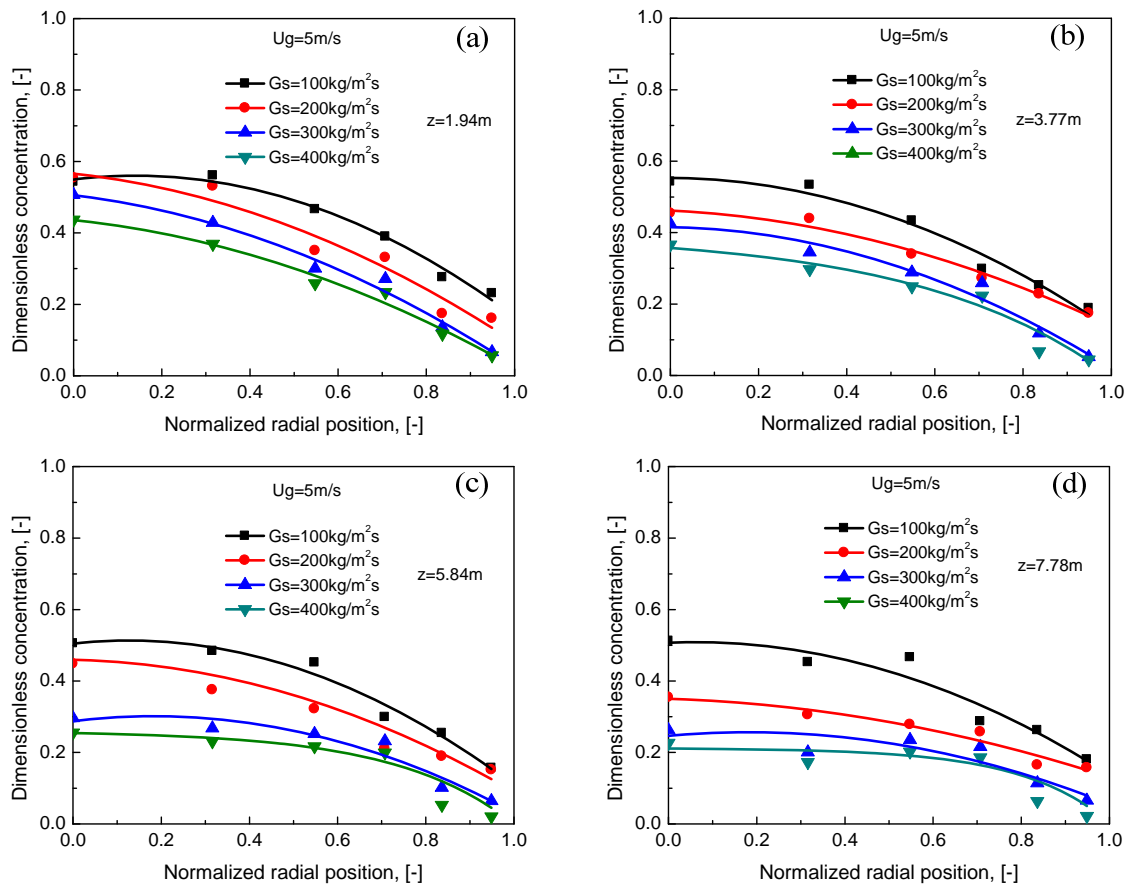 (a)
Ug=5m/s
Gs=100kg/m²s
Gs=200kg/m²s
Gs=300kg/m²s
Gs=400kg/m²s
z=1.94m
Dimensionless concentration, [-]
1.0
0.8
0.6
0.4
0.2
0.0
0.0 0.2 0.4 0.6 0.8 1.0
Normalized radial position, [-]
(b)
Ug=5m/s
Gs=100kg/m²s
Gs=200kg/m²s
Gs=300kg/m²s
Gs=400kg/m²s
z=3.77m
Dimensionless concentration, [-]
1.0
0.8
0.6
0.4
0.2
0.0
0.0 0.2 0.4 0.6 0.8 1.0
Normalized radial position, [-]
(c)
Ug=5m/s
Gs=100kg/m²s
Gs=200kg/m²s
Gs=300kg/m²s
Gs=400kg/m²s
z=5.84m
Dimensionless concentration, [-]
1.0
0.8
0.6
0.4
0.2
0.0
0.0 0.2 0.4 0.6 0.8 1.0
Normalized radial position, [-]
(d)
Ug=5m/s
Gs=100kg/m²s
Gs=200kg/m²s
Gs=300kg/m²s
Gs=400kg/m²s
z=7.78m
Dimensionless concentration, [-]
1.0
0.8
0.6
0.4
0.2
0.0
0.0 0.2 0.4 0.6 0.8 1.0
Normalized radial position, [-]